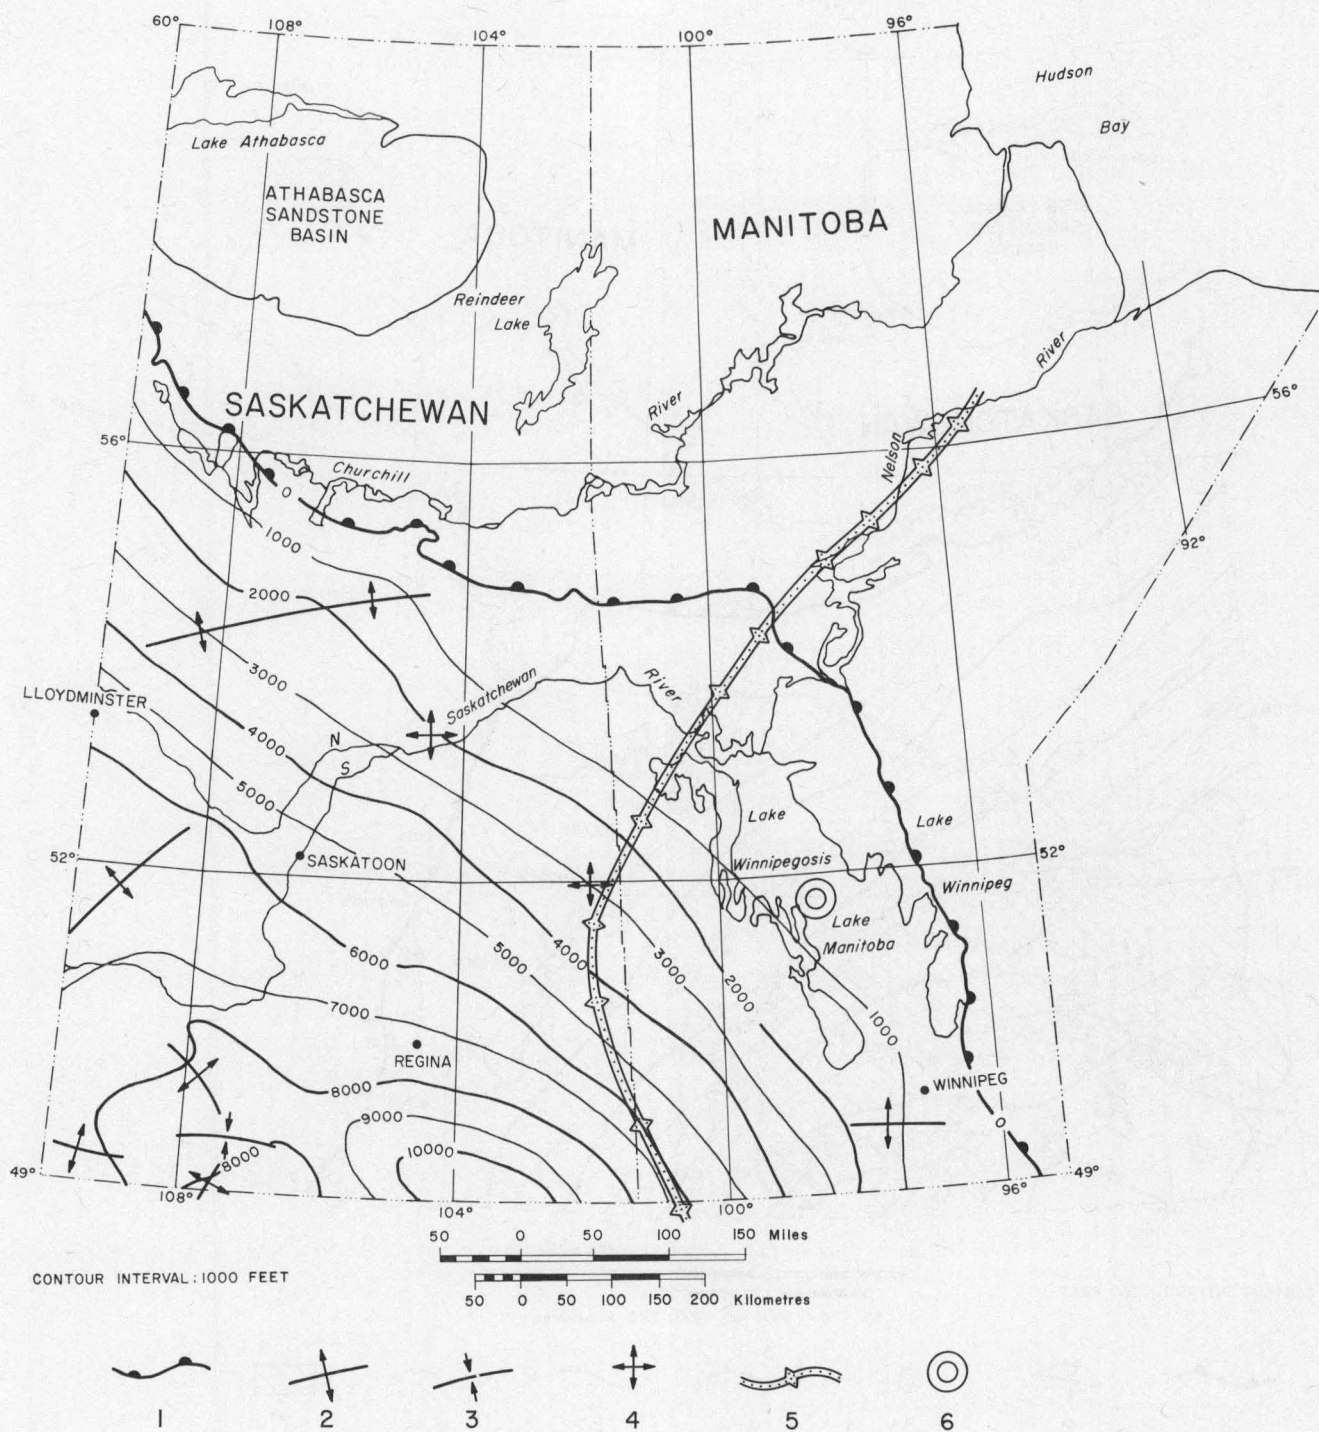 60°
108°
104°
100°
96°
Hudson
Bay
Lake Athabasca
ATHABASCA
SANDSTONE
BASIN
MANITOBA
Reindeer
Lake
River
River
SASKATCHEWAN
56°
56°
Churchill
Nelson
0
1000
92°
2000
3000
LLOYDMINSTER
Saskatchewan
River
N
S
4000
5000
Lake
Lake
52°
SASKATOON
Winnipegosis
52°
Winnipeg
Lake
Manitoba
6000
5000
4000
3000
2000
1000
7000
REGINA
WINNIPEG
8000
9000
10000
8000
0
49°
49°
108°
104°
100°
96°
50 0 50 100 150 Miles
CONTOUR INTERVAL: 1000 FEET
50 0 50 100 150 200 Kilometres
1 2 3 4 5 6